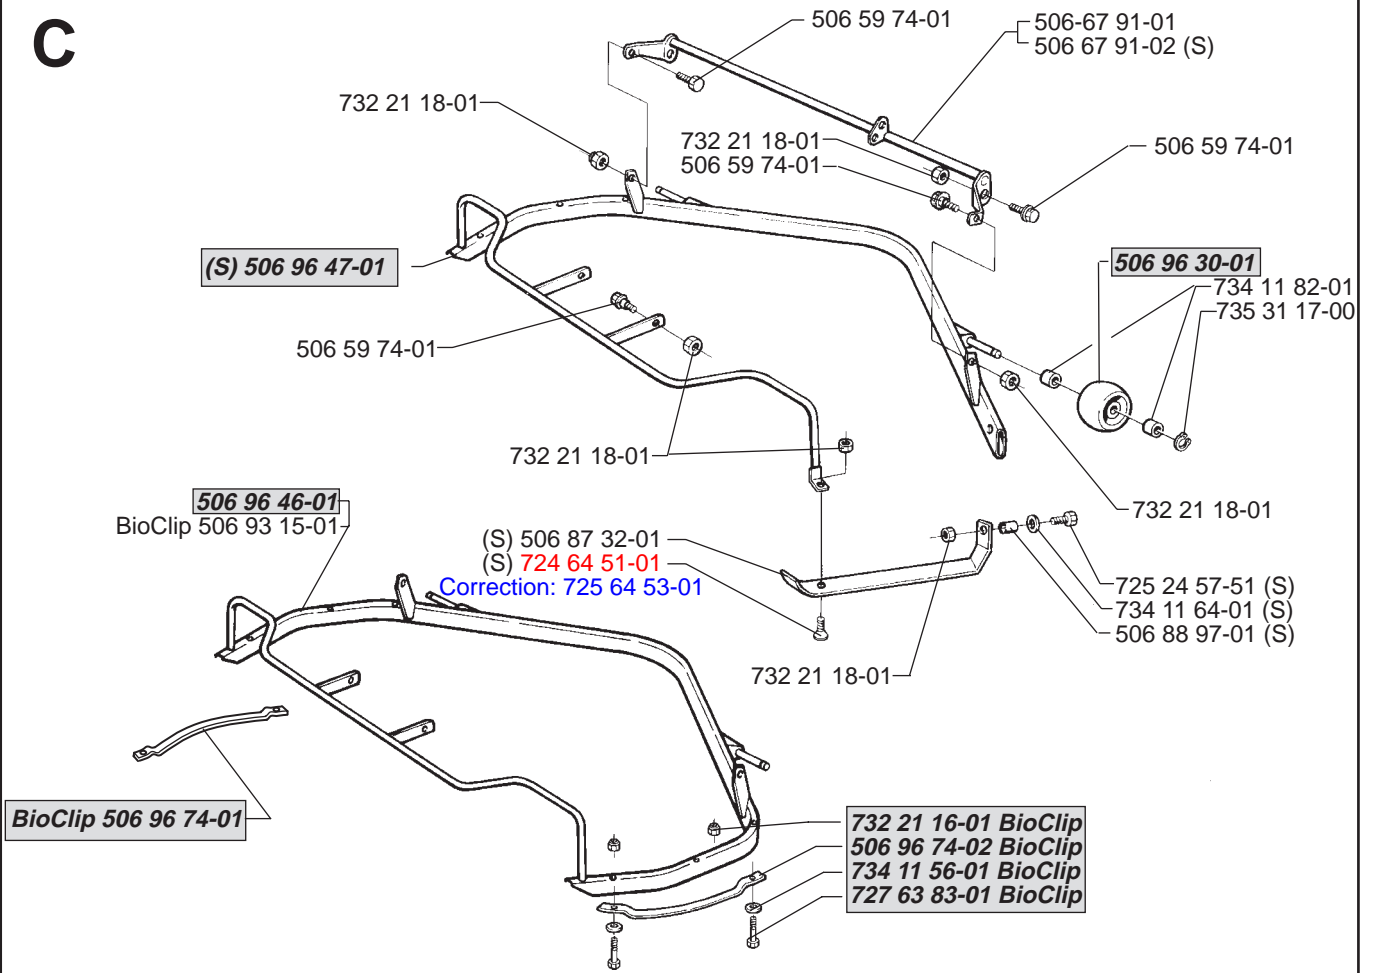 C
506 59 74-01
506-67 91-01
506 67 91-02 (S)
732 21 18-01
732 21 18-01
506 59 74-01
506 59 74-01
(S) 506 96 47-01
506 96 30-01
734 11 82-01
735 31 17-00
506 59 74-01
732 21 18-01
506 96 46-01
BioClip 506 93 15-01
732 21 18-01
(S) 506 87 32-01
(S) 724 64 51-01
Correction: 725 64 53-01
725 24 57-51 (S)
734 11 64-01 (S)
506 88 97-01 (S)
732 21 18-01
BioClip 506 96 74-01
732 21 16-01 BioClip
506 96 74-02 BioClip
734 11 56-01 BioClip
727 63 83-01 BioClip